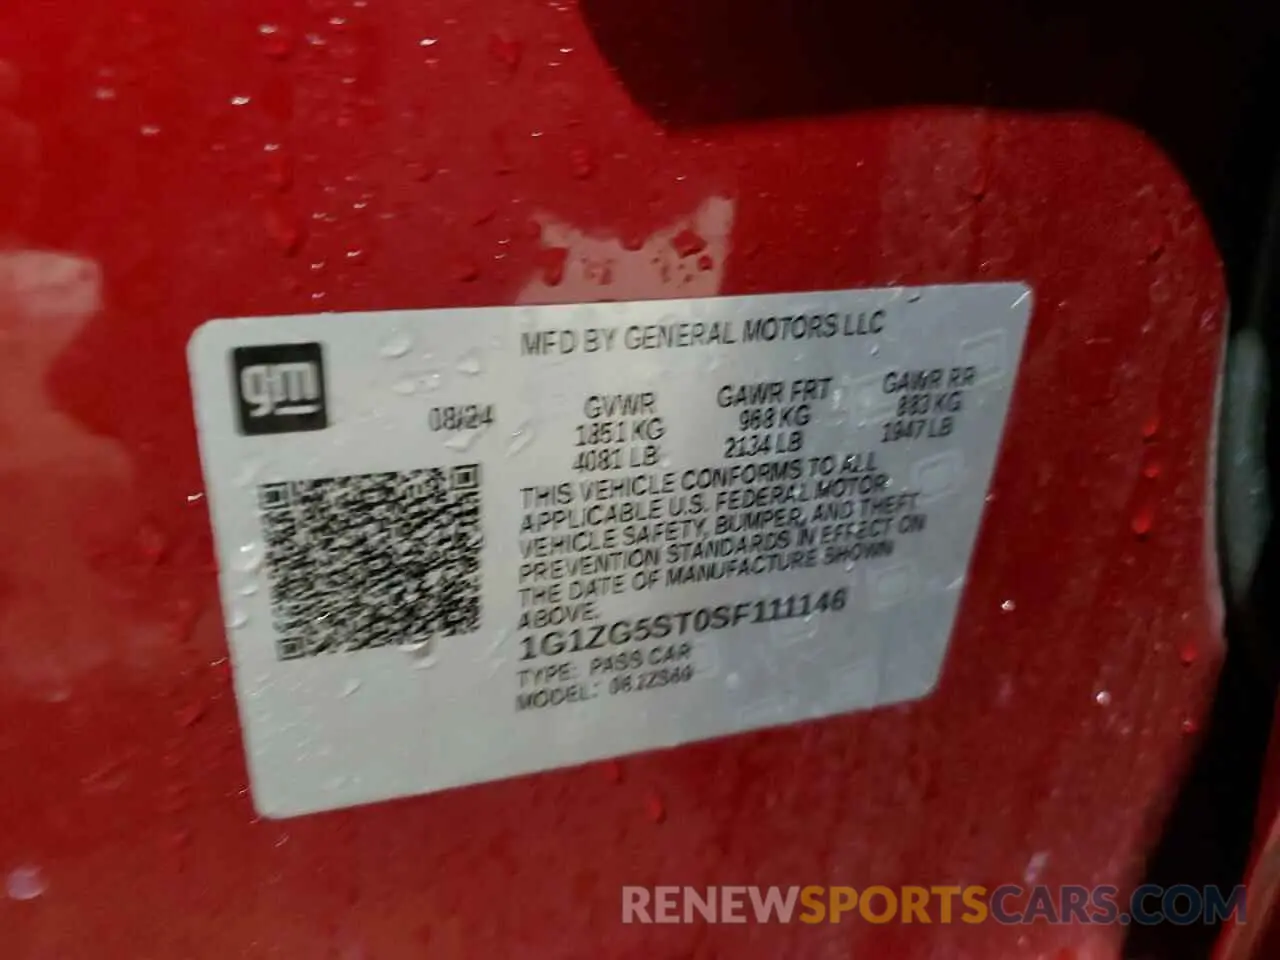 MFD BY GENERAL MOTORS LLC
gm
08/24
GVWR GAWR FRT GAWR RR
1851 KG 968 KG 883 KG
4081 LB 2134 LB 1947 LB
THIS VEHICLE CONFORMS TO ALL
APPLICABLE U.S. FEDERAL MOTOR
VEHICLE SAFETY, BUMPER, AND THEFT
PREVENTION STANDARDS IN EFFECT ON
THE DATE OF MANUFACTURE SHOWN
ABOVE.
1G1ZG5ST0SF111146
TYPE: PASS CAR
MODEL:
RENEWSPORTSCARS.COM